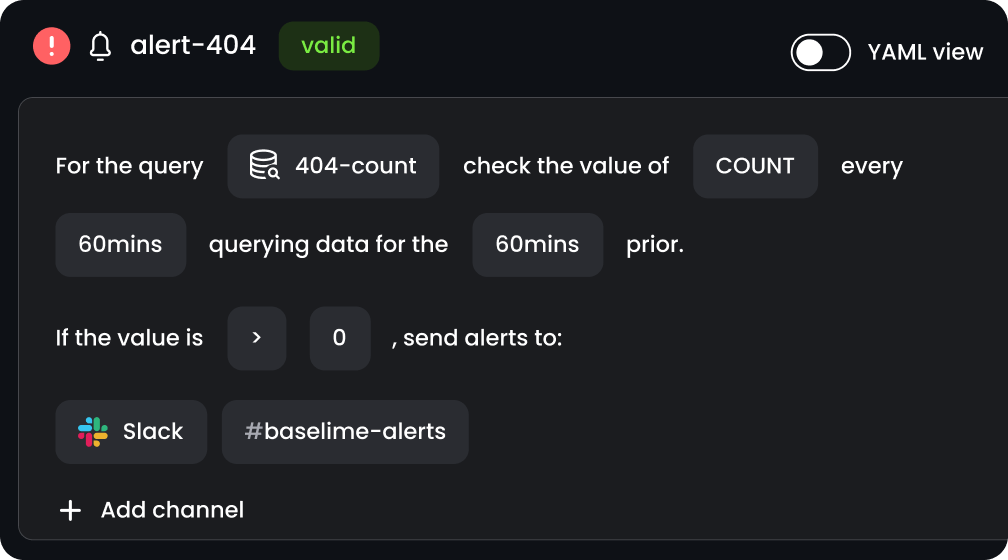 alert-404 valid YAML view
For the query 404-count check the value of COUNT every
60mins querying data for the 60mins prior.
If the value is > 0 , send alerts to:
Slack #baselime-alerts
+ Add channel